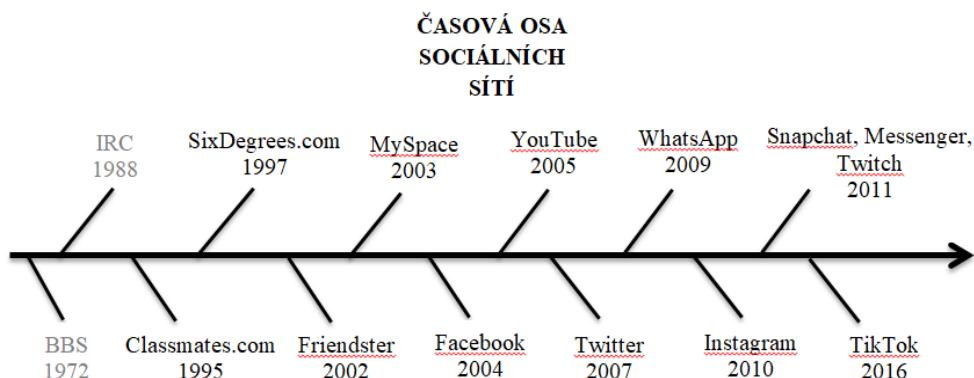 ČASOVÁ OSA
SOCIÁLNÍCH
SÍTÍ
IRC
1988
SixDegrees.com
1997
MySpace
2003
YouTube
2005
WhatsApp
2009
Snapchat, Messenger,
Twitch
2011
BBS
1972
Classmates.com
1995
Friendster
2002
Facebook
2004
Twitter
2007
Instagram
2010
TikTok
2016